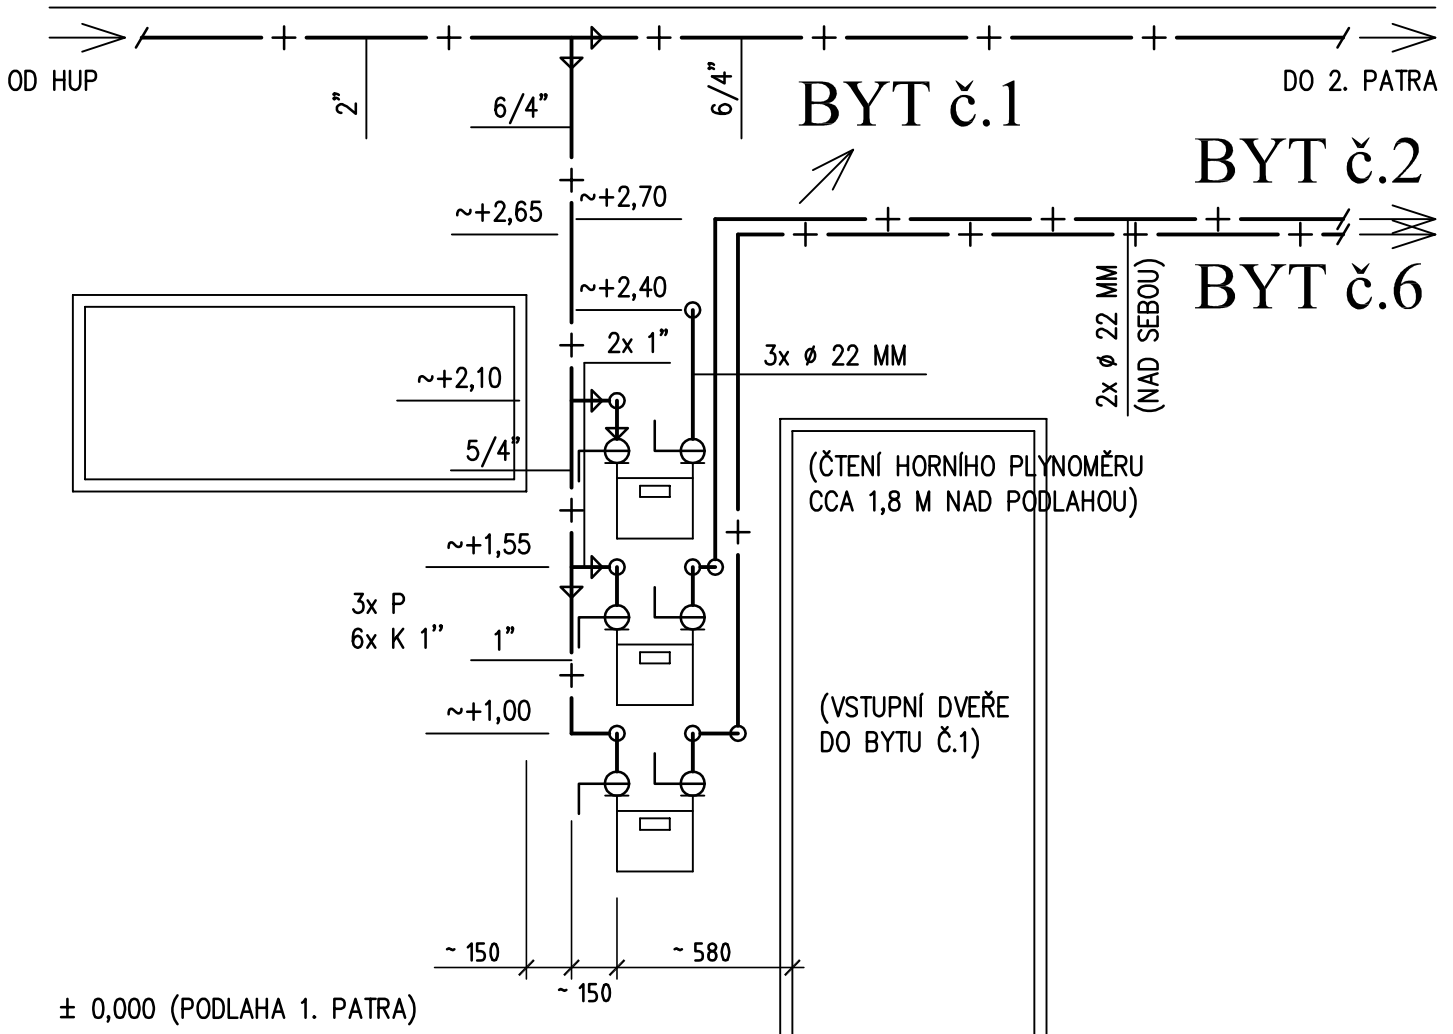 OD HUP
2"
6/4"
6/4"
BYT č.1
DO 2. PATRA
BYT č.2
~+2,65
~+2,70
BYT č.6
~+2,40
2x 1"
3x ø 22 MM
2x ø 22 MM
(NAD SEBOU)
~+2,10
5/4"
(ČTENÍ HORNÍHO PLYNOMĚRU
CCA 1,8 M NAD PODLAHOU)
~+1,55
3x P
6x K 1''
1"
~+1,00
(VSTUPNÍ DVEŘE
DO BYTU Č.1)
~ 150
~ 580
~ 150
± 0,000 (PODLAHA 1. PATRA)